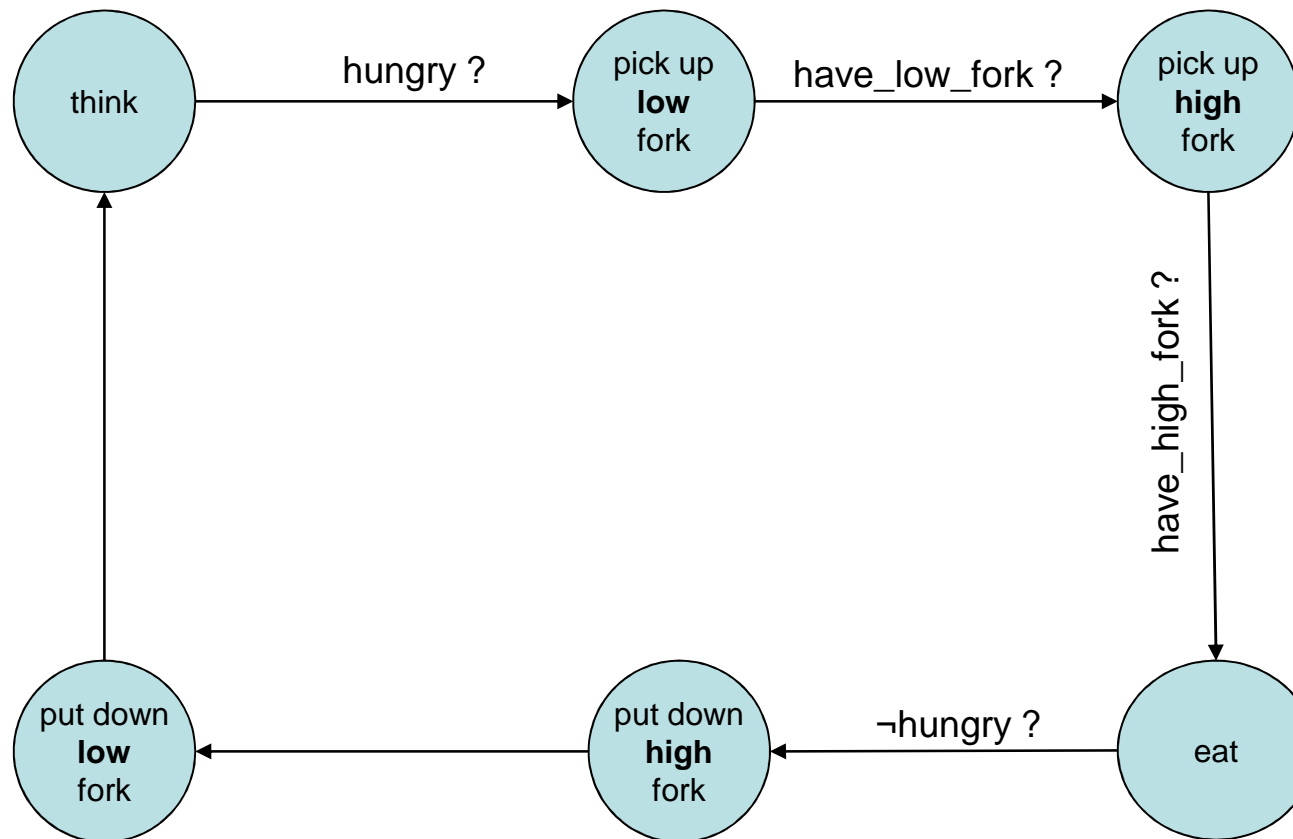 think
hungry ?
pick up
low
fork
have_low_fork ?
pick up
high
fork
have_high_fork ?
put down
low
fork
put down
high
fork
¬hungry ?
eat